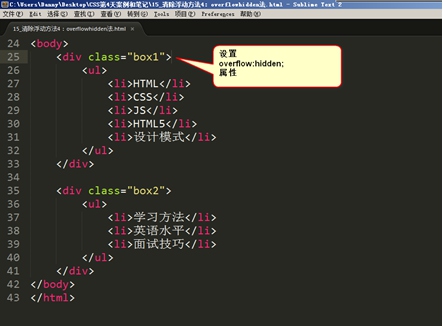 C:\Users\Danny\Desktop\CSS第4天案例和笔记\15_清除浮动方法4：overflowhidden法.html - Sublime Text 2
文件(F) 编辑(E) 选择(S) 查找(I) 查看(V) 转到(G) Tools 项目(P) Preferences 帮助(H)
15_清除浮动方法4：overflowhidden法.html ×
24 <body>
25 <div class="box1">
设置
overflow:hidden;
属性
26 <ul>
27 <li>HTML</li>
28 <li>CSS</li>
29 <li>JS</li>
30 <li>HTML5</li>
31 <li>设计模式</li>
32 </ul>
33 </div>
34
35 <div class="box2">
36 <ul>
37 <li>学习方法</li>
38 <li>英语水平</li>
39 <li>面试技巧</li>
40 </ul>
41 </div>
42 </body>
43 </html>